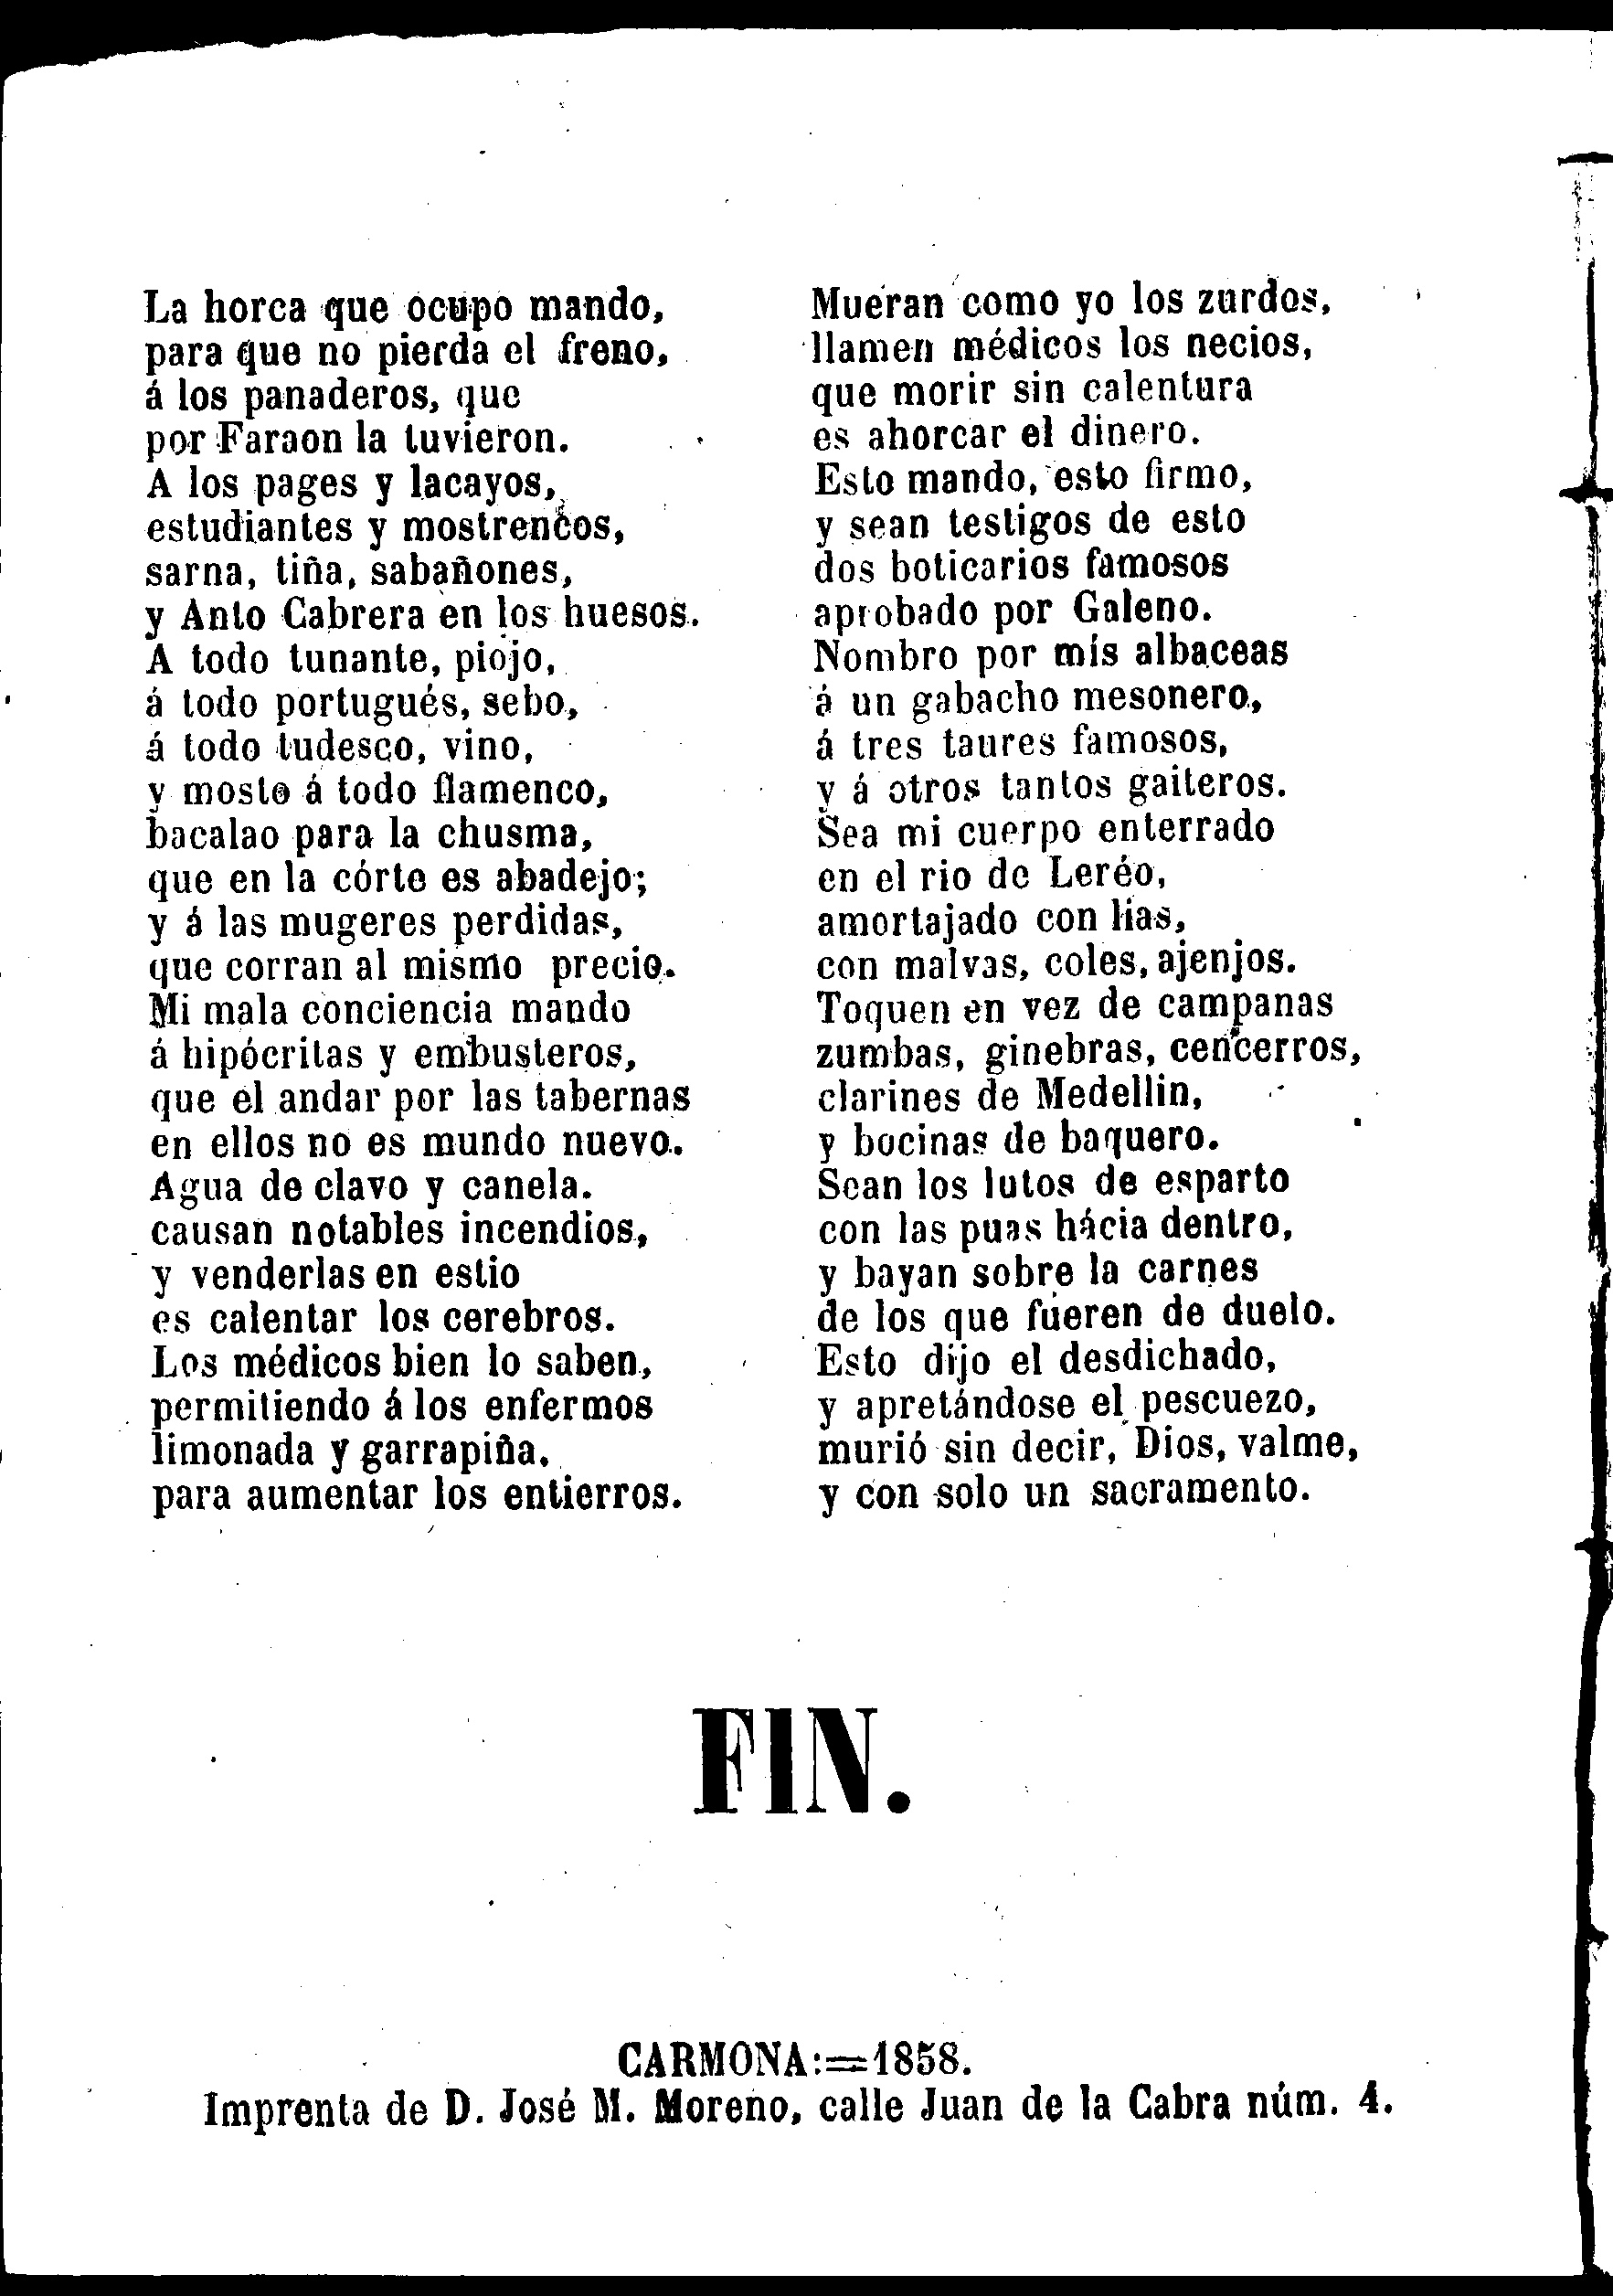 La horca que ocupo mando,
para que no pierda el freno,
á los panaderos, que
por Faraon la tuvieron.
A los pages y lacayos,
estudiantes y mostrencos,
sarna, tiña, sabañones,
y Anto Cabrera en los huesos.
A todo tunante, piojo,
á todo portugués, sebo,
á todo tudesco, vino,
y mosto á todo flamenco,
bacalao para la chusma,
que en la córte es abadejo;
y á las mugeres perdidas,
que corran al mismo precio.
Mi mala conciencia mando
á hipócritas y embusteros,
que el andar por las tabernas
en ellos no es mundo nuevo.
Agua de clavo y canela.
causan notables incendios,
y venderlas en estio
es calentar los cerebros.
Los médicos bien lo saben,
permitiendo á los enfermos
limonada y garrapiña,
para aumentar los entierros.
Mueran como yo los zurdos,
llamen médicos los necios,
que morir sin calentura
es ahorcar el dinero.
Esto mando, esto firmo,
y sean testigos de esto
dos boticarios famosos
aprobado por Galeno.
Nombro por mis albaceas
á un gabacho mesonero,
á tres taures famosos,
y á otros tantos gaiteros.
Sea mi cuerpo enterrado
en el rio de Leréo,
amortajado con lias,
con malvas, coles, ajenjos.
Toquen en vez de campanas
zumbas, ginebras, cencerros,
clarines de Medellin,
y bocinas de baquero.
Sean los lutos de esparto
con las puas hácia dentro,
y bayan sobre la carnes
de los que fueren de duelo.
Esto dijo el desdichado,
y apretándose el pescuezo,
murió sin decir, Dios, valme,
y con solo un sacramento.
FIN.
CARMONA:=1858.
Imprenta de D. José M. Moreno, calle Juan de la Cabra núm. 4.